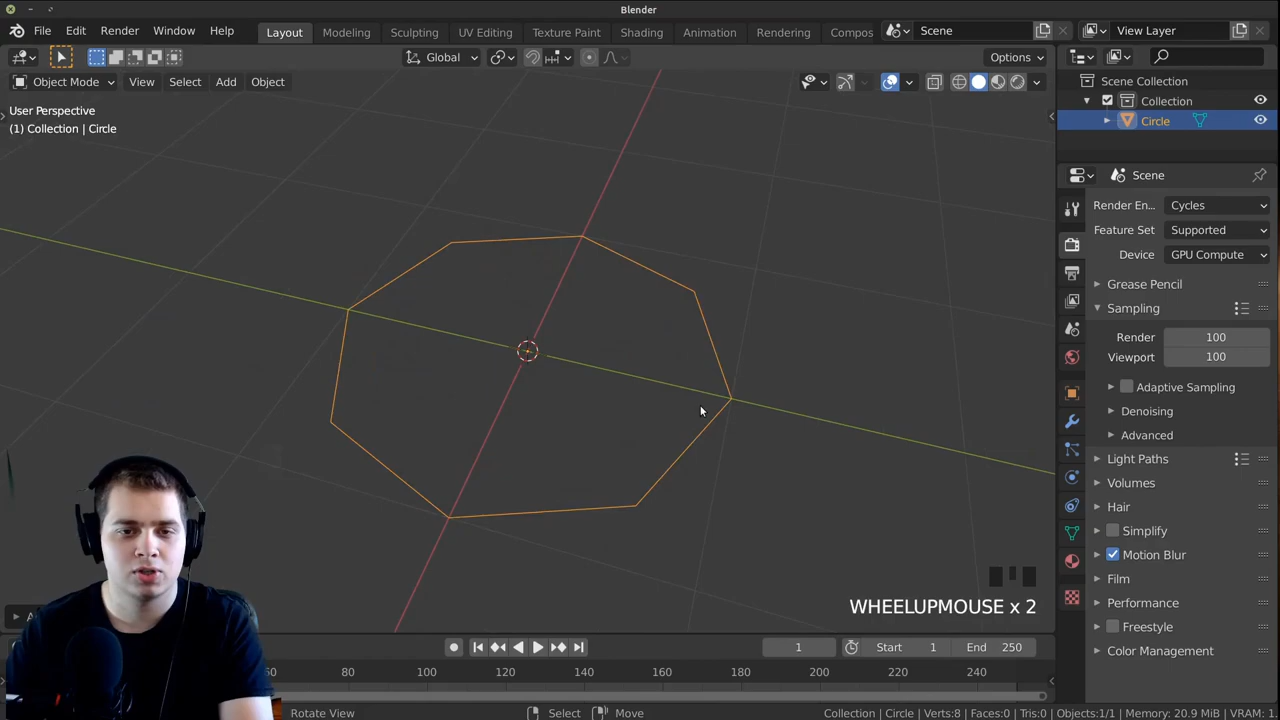 Blender
File Edit Render Window Help Layout Modeling Sculpting UV Editing Texture Paint Shading Animation Rendering Compos Scene View Layer
Global Options
Object Mode View Select Add Object
User Perspective
(1) Collection | Circle
Scene Collection
Collection
Circle
Scene
Render En... Cycles
Feature Set Supported
Device GPU Compute
Grease Pencil
Sampling
Render 100
Viewport 100
Adaptive Sampling
Denoising
Advanced
Light Paths
Volumes
Hair
Simplify
Motion Blur
Film
Performance
Freestyle
Color Management
WHEELUPMOUSE x 2
1 Start 1 End 250
60 80 100 120 140 160 180 200 220 240
Rotate View Select Move Collection | Circle | Verts:8 | Faces:0 | Tris:0 | Objects:1/1 | Memory: 20.9 MiB | VRAM: 1